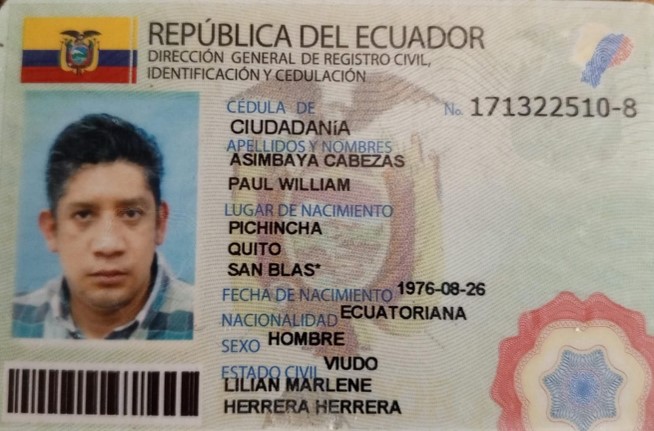 REPÚBLICA DEL ECUADOR
DIRECCIÓN GENERAL DE REGISTRO CIVIL,
IDENTIFICACIÓN Y CEDULACIÓN
CÉDULA DE No. 171322510-8
CIUDADANíA
APELLIDOS Y NOMBRES
ASIMBAYA CABEZAS
PAUL WILLIAM
LUGAR DE NACIMIENTO
PICHINCHA
QUITO
SAN BLAS*
FECHA DE NACIMIENTO 1976-08-26
NACIONALIDAD ECUATORIANA
SEXO HOMBRE
ESTADO CIVIL VIUDO
LILIAN MARLENE
HERRERA HERRERA